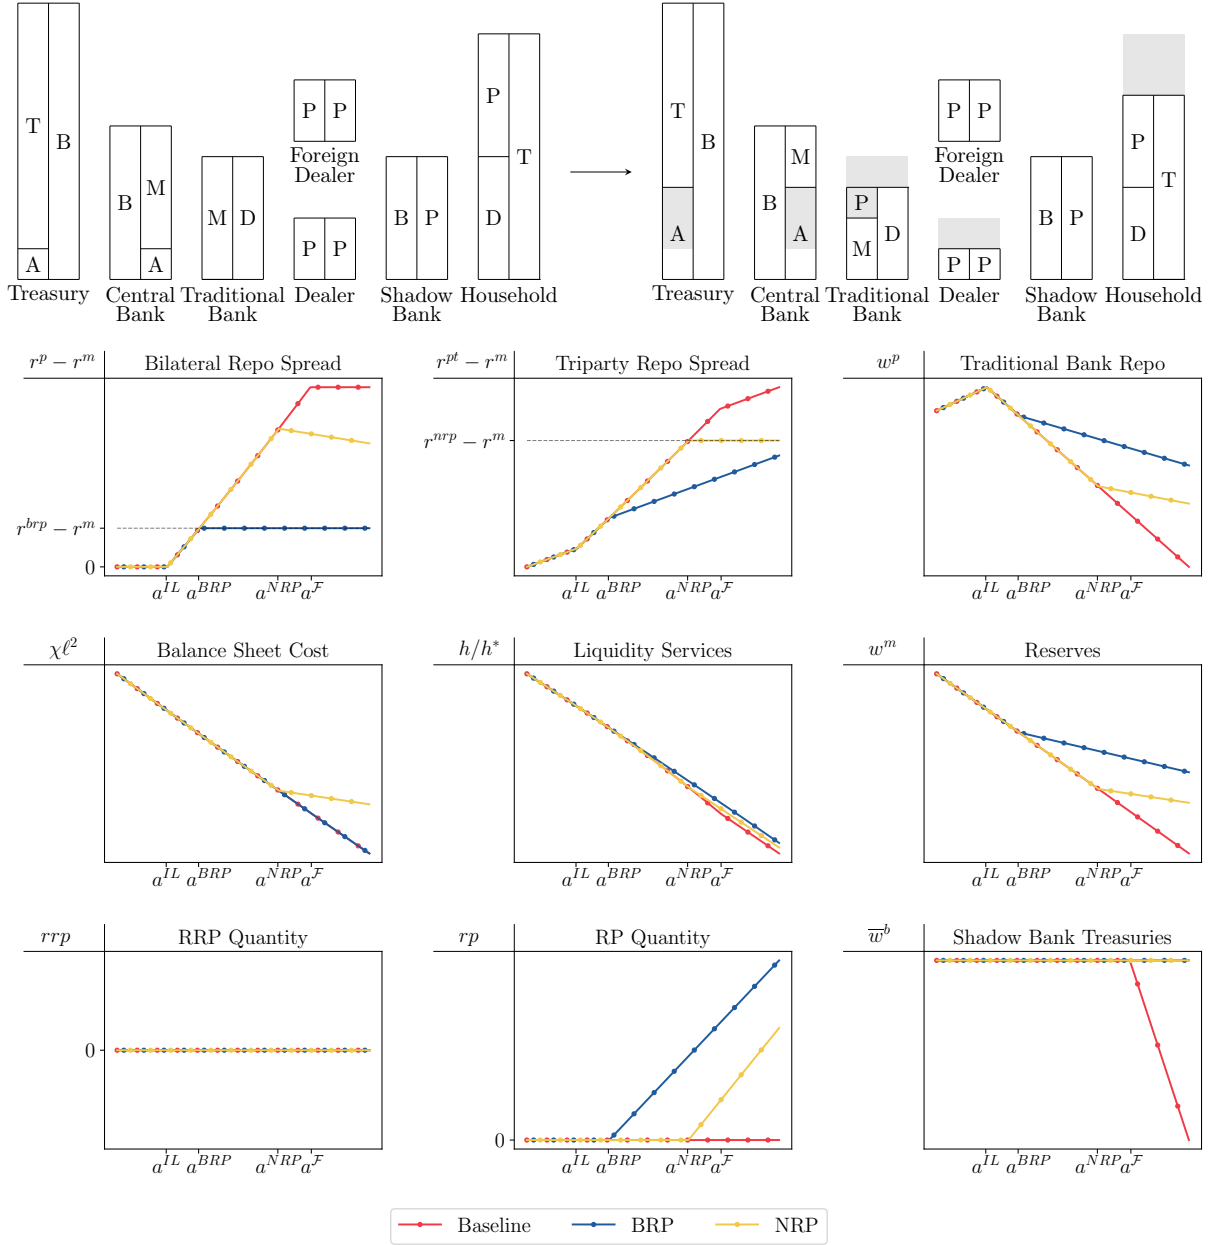 T
B
A
Treasury
B
M
A
Central
Bank
M
D
Traditional
Bank
P
P
Foreign
Dealer
P
P
Dealer
B
P
Shadow
Bank
P
D
T
Household
T
A
B
Treasury
B
M
A
Central
Bank
P
M
D
Traditional
Bank
P
P
Foreign
Dealer
P
P
Dealer
B
P
Shadow
Bank
P
D
T
Household
r^p − r^m
Bilateral Repo Spread
r^{brp} − r^m
0
a^{IL} a^{BRP} a^{NRP} a^ℱ
r^{pt} − r^m
Triparty Repo Spread
r^{nrp} − r^m
a^{IL} a^{BRP} a^{NRP} a^ℱ
w^p
Traditional Bank Repo
a^{IL} a^{BRP} a^{NRP} a^ℱ
χℓ^2
Balance Sheet Cost
a^{IL} a^{BRP} a^{NRP} a^ℱ
h/h^*
Liquidity Services
a^{IL} a^{BRP} a^{NRP} a^ℱ
w^m
Reserves
a^{IL} a^{BRP} a^{NRP} a^ℱ
rrp
RRP Quantity
0
a^{IL} a^{BRP} a^{NRP} a^ℱ
rp
RP Quantity
0
a^{IL} a^{BRP} a^{NRP} a^ℱ
w̅^b
Shadow Bank Treasuries
a^{IL} a^{BRP} a^{NRP} a^ℱ
Baseline BRP NRP